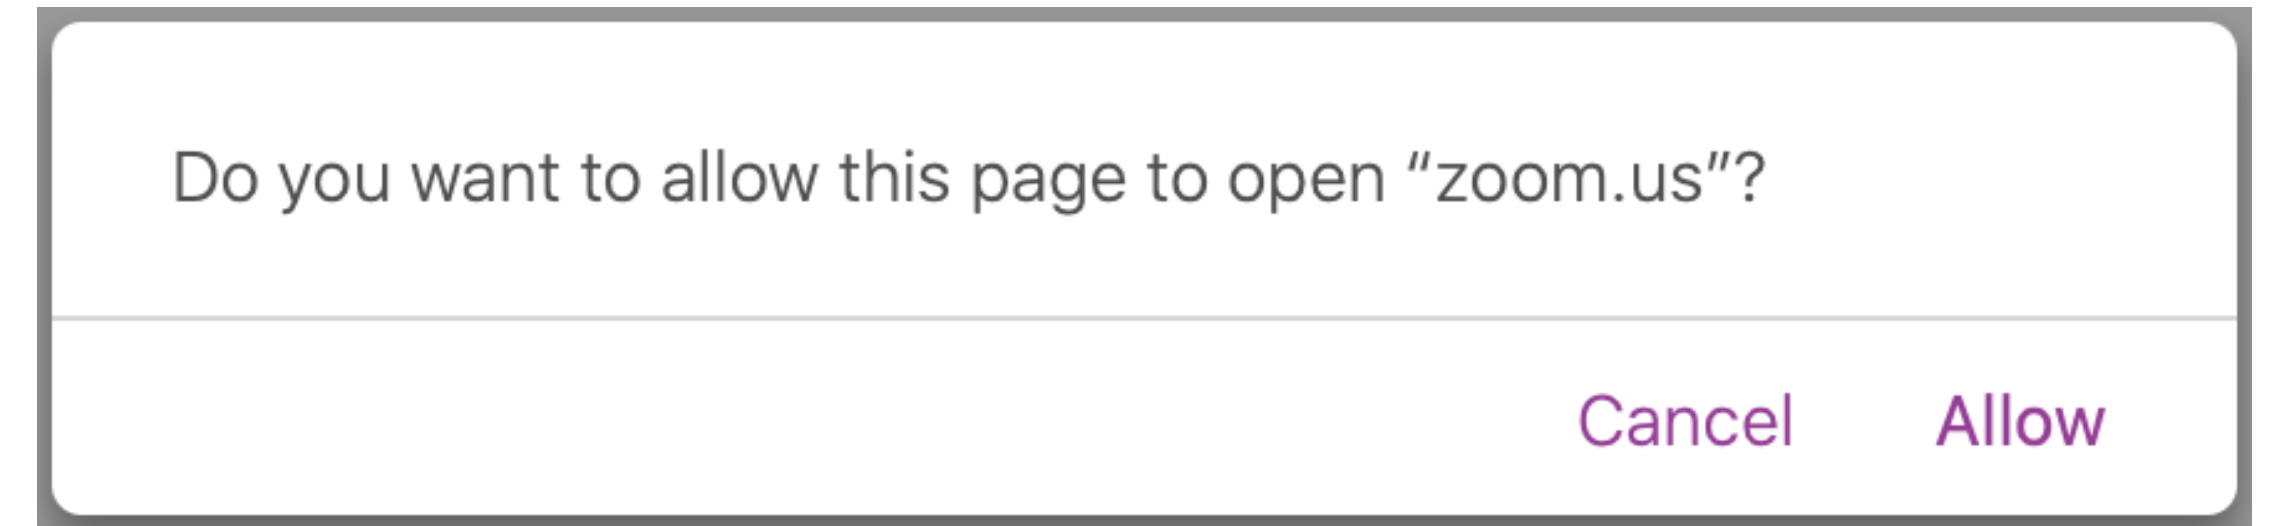 Do you want to allow this page to open “zoom.us”?
Cancel Allow